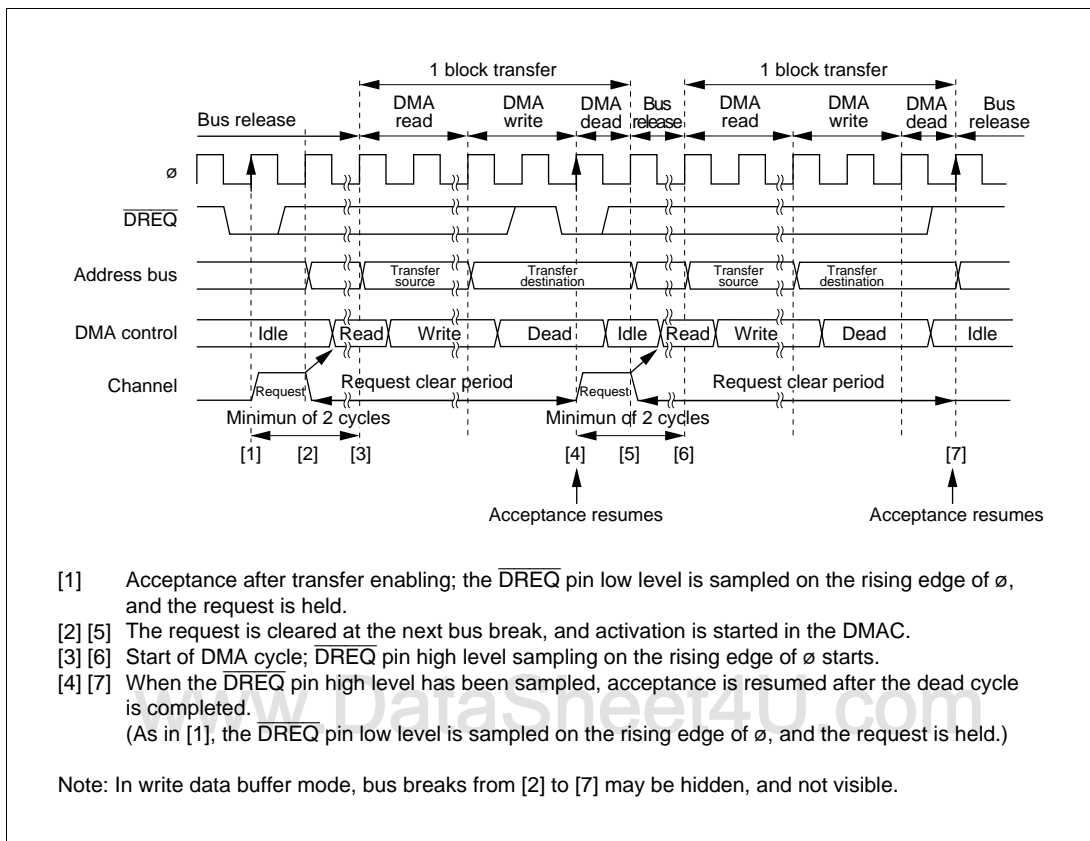 1 block transfer 1 block transfer
DMA read DMA write DMA dead Bus release DMA read DMA write DMA dead Bus release
Bus release
ø
DREQ
Address bus Transfer source Transfer destination Transfer source Transfer destination
DMA control Idle Read Write Dead Idle Read Write Dead Idle
Channel Request Request clear period Request Request clear period
Minimun of 2 cycles Minimun of 2 cycles
[1] [2] [3] [4] [5] [6] [7]
Acceptance resumes Acceptance resumes
[1] Acceptance after transfer enabling; the DREQ pin low level is sampled on the rising edge of ø,
and the request is held.
[2] [5] The request is cleared at the next bus break, and activation is started in the DMAC.
[3] [6] Start of DMA cycle; DREQ pin high level sampling on the rising edge of ø starts.
[4] [7] When the DREQ pin high level has been sampled, acceptance is resumed after the dead cycle
is completed.
www.DataSheet4U.com
(As in [1], the DREQ pin low level is sampled on the rising edge of ø, and the request is held.)
Note: In write data buffer mode, bus breaks from [2] to [7] may be hidden, and not visible.